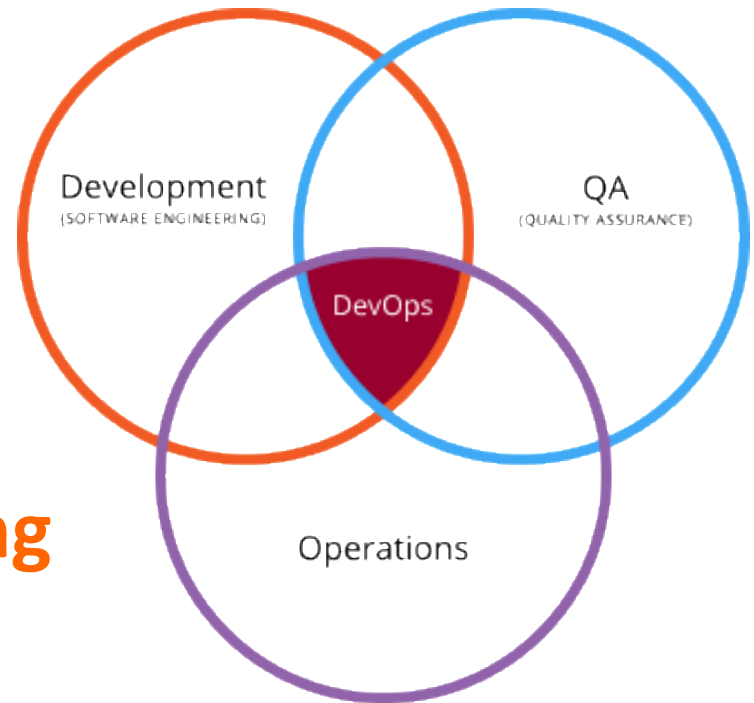 Development
(SOFTWARE ENGINEERING)
QA
(QUALITY ASSURANCE)
DevOps
Operations